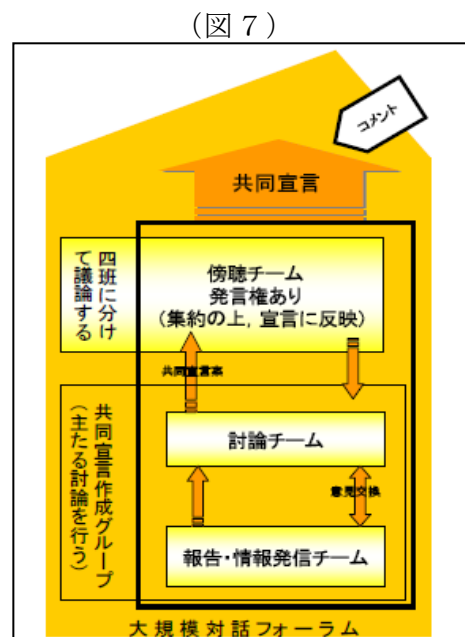 （図７）
コメント
共同宣言
四班に分け
て議論する
傍聴チーム
発言権あり
(集約の上，宣言に反映)
共同宣言案
共同宣言作成グループ
(主たる討論を行う)
討論チーム
意見交換
報告・情報発信チーム
大規模対話フォーラム